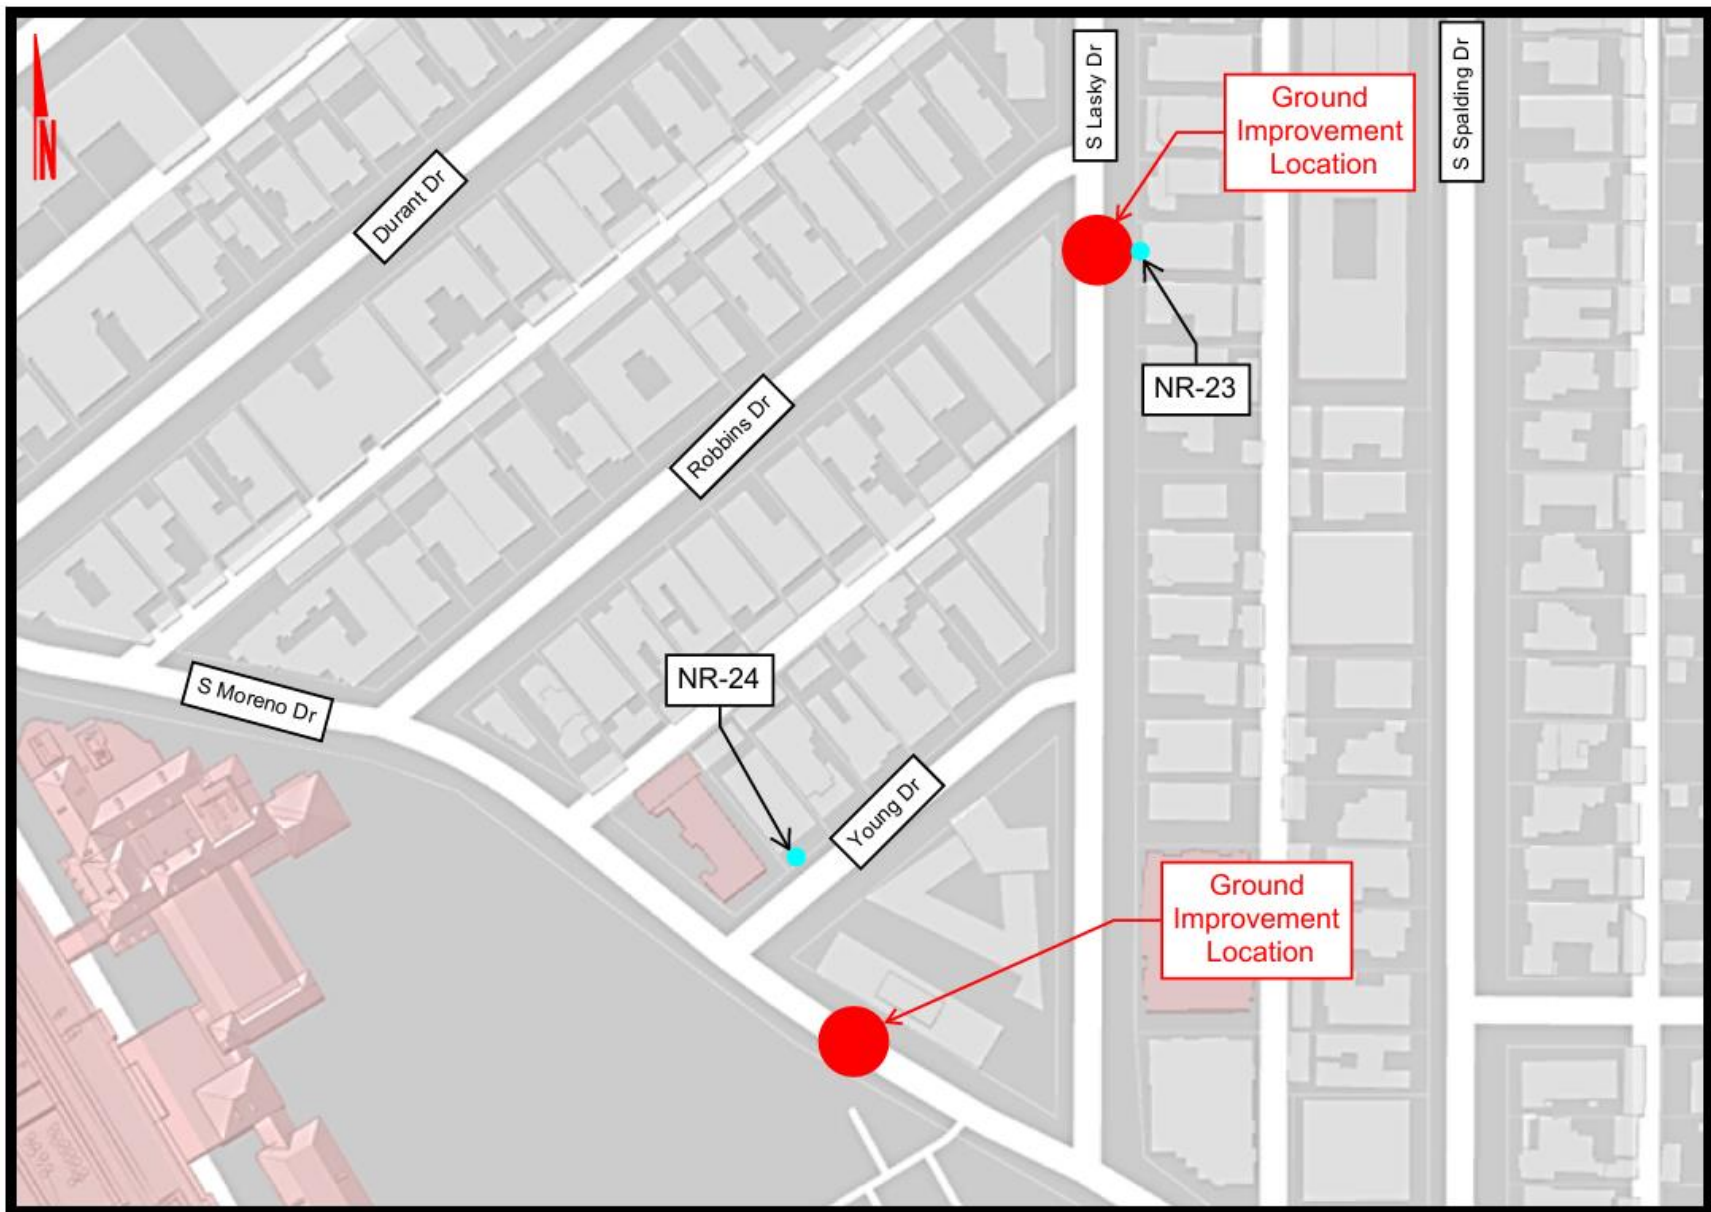 N
S Lasky Dr
S Spalding Dr
Ground
Improvement
Location
Durant Dr
NR-23
Robbins Dr
NR-24
S Moreno Dr
Young Dr
Ground
Improvement
Location